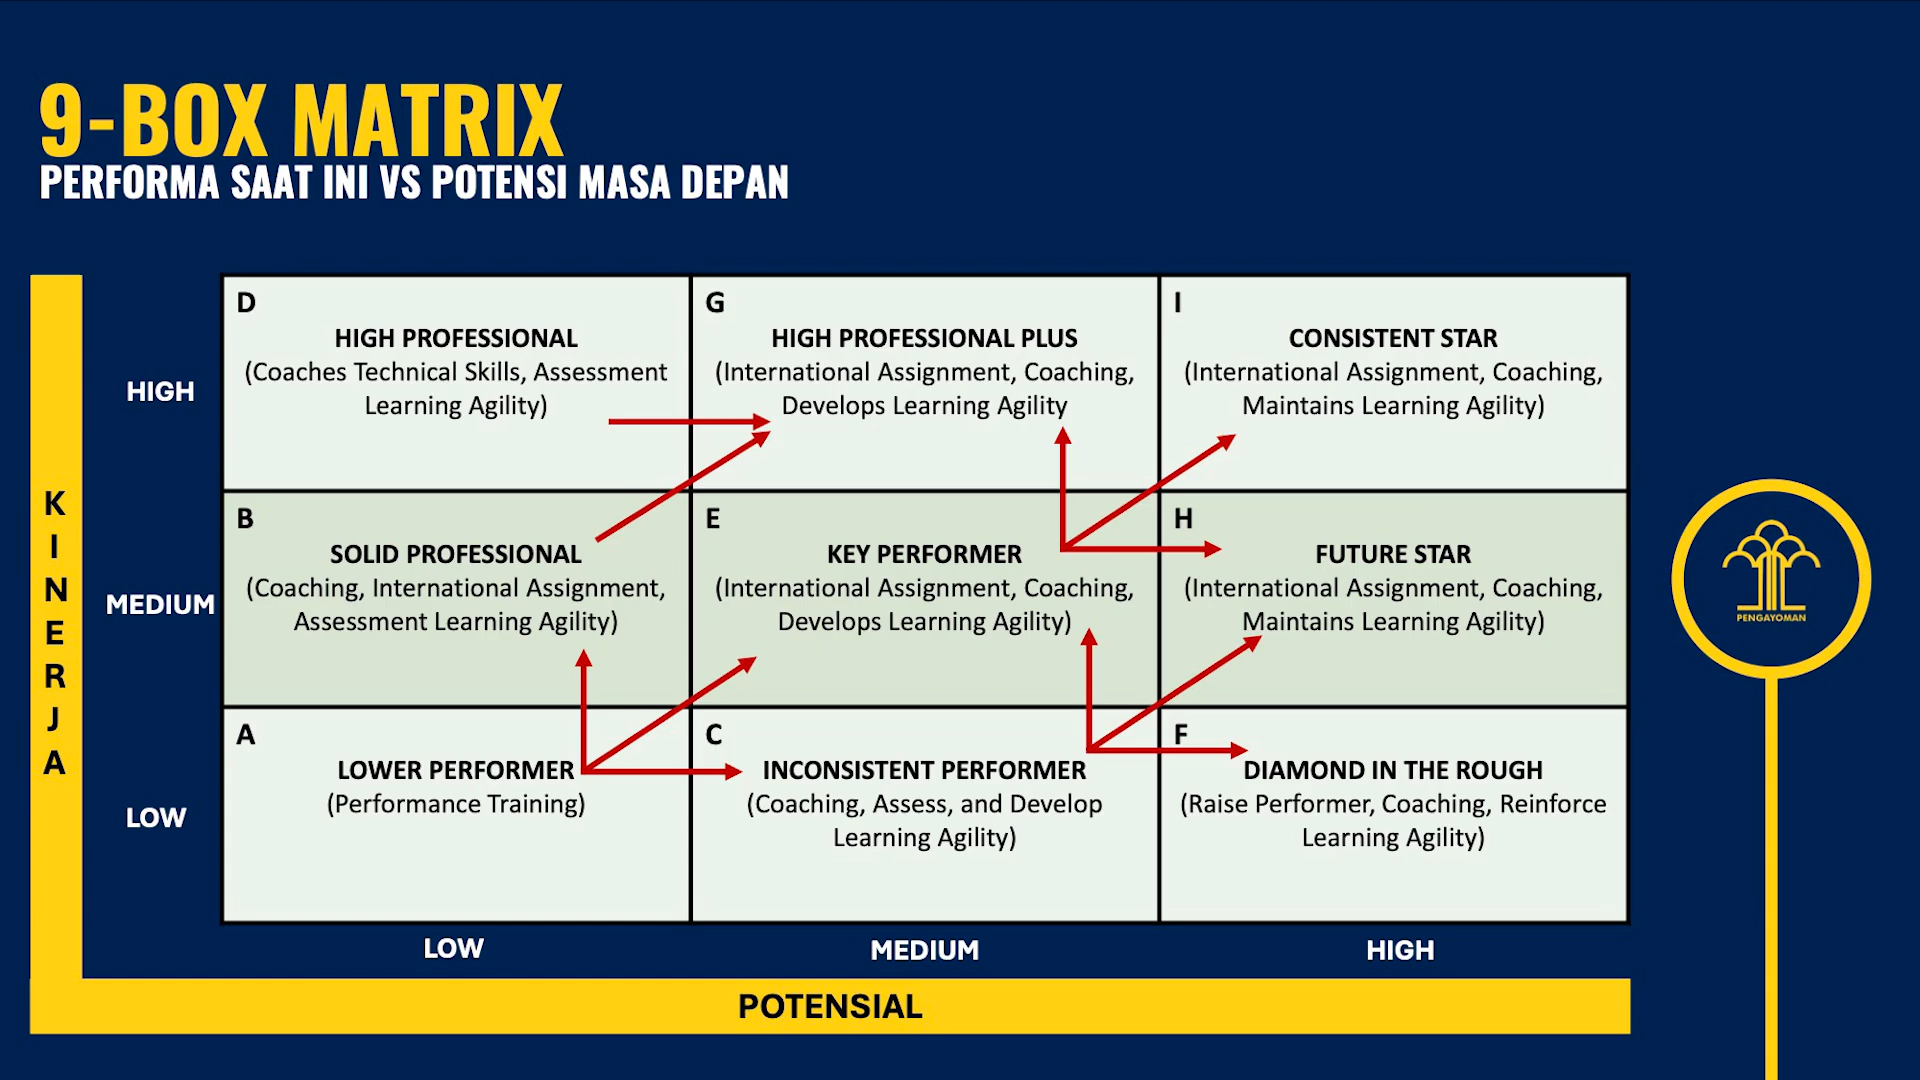 9-BOX MATRIX
PERFORMA SAAT INI VS POTENSI MASA DEPAN
KINERJA
HIGH
D
HIGH PROFESSIONAL
(Coaches Technical Skills, Assessment
Learning Agility)
G
HIGH PROFESSIONAL PLUS
(International Assignment, Coaching,
Develops Learning Agility
I
CONSISTENT STAR
(International Assignment, Coaching,
Maintains Learning Agility)
MEDIUM
B
SOLID PROFESSIONAL
(Coaching, International Assignment,
Assessment Learning Agility)
E
KEY PERFORMER
(International Assignment, Coaching,
Develops Learning Agility)
H
FUTURE STAR
(International Assignment, Coaching,
Maintains Learning Agility)
LOW
A
LOWER PERFORMER
(Performance Training)
C
INCONSISTENT PERFORMER
(Coaching, Assess, and Develop
Learning Agility)
F
DIAMOND IN THE ROUGH
(Raise Performer, Coaching, Reinforce
Learning Agility)
LOW
MEDIUM
HIGH
POTENSIAL
PENGAYOMAN